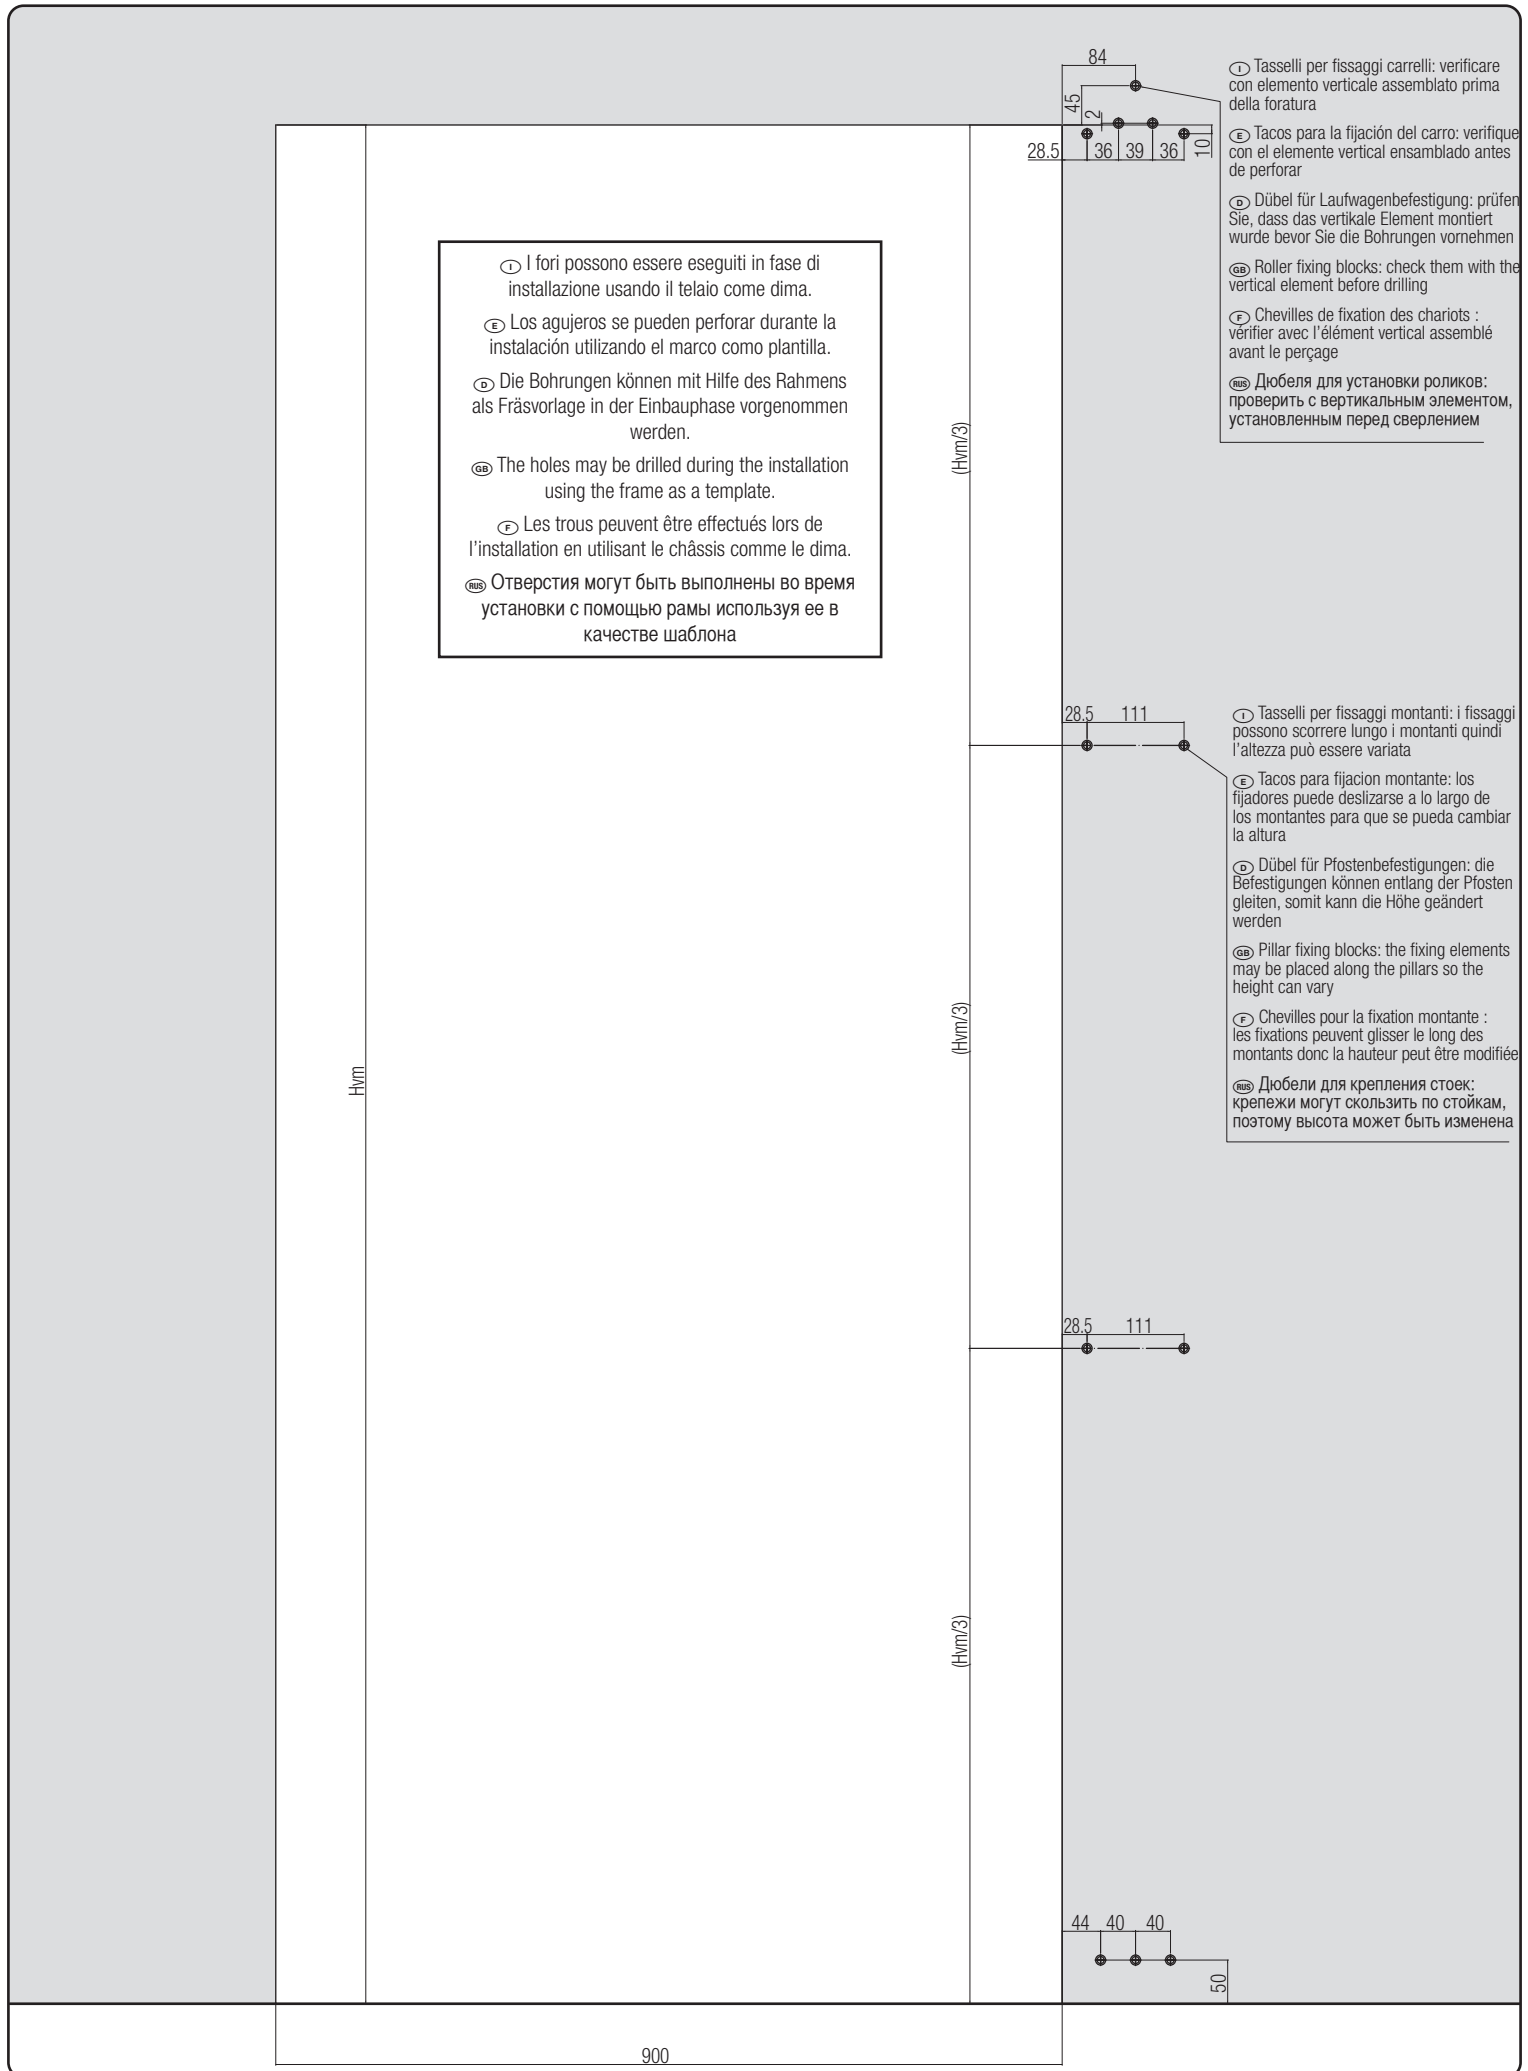 84
45
2
28.5 36 39 36 10
I Tasselli per fissaggi carrelli: verificare
con elemento verticale assemblato prima
della foratura
E Tacos para la fijación del carro: verifique
con el elemente vertical ensamblado antes
de perforar
D Dübel für Laufwagenbefestigung: prüfen
Sie, dass das vertikale Element montiert
wurde bevor Sie die Bohrungen vornehmen
GB Roller fixing blocks: check them with the
vertical element before drilling
F Chevilles de fixation des chariots :
vérifier avec l'élément vertical assemblé
avant le perçage
RUS Дюбеля для установки роликов:
проверить с вертикальным элементом,
установленным перед сверлением
I I fori possono essere eseguiti in fase di
installazione usando il telaio come dima.
E Los agujeros se pueden perforar durante la
instalación utilizando el marco como plantilla.
D Die Bohrungen können mit Hilfe des Rahmens
als Fräsvorlage in der Einbauphase vorgenommen
werden.
GB The holes may be drilled during the installation
using the frame as a template.
F Les trous peuvent être effectués lors de
l'installation en utilisant le châssis comme le dima.
RUS Отверстия могут быть выполнены во время
установки с помощью рамы используя ее в
качестве шаблона
(Hvm/3)
28.5 111
I Tasselli per fissaggi montanti: i fissaggi
possono scorrere lungo i montanti quindi
l'altezza può essere variata
E Tacos para fijacion montante: los
fijadores puede deslizarse a lo largo de
los montantes para que se pueda cambiar
la altura
D Dübel für Pfostenbefestigungen: die
Befestigungen können entlang der Pfosten
gleiten, somit kann die Höhe geändert
werden
GB Pillar fixing blocks: the fixing elements
may be placed along the pillars so the
height can vary
F Chevilles pour la fixation montante :
les fixations peuvent glisser le long des
montants donc la hauteur peut être modifiée
RUS Дюбели для крепления стоек:
крепежи могут скользить по стойкам,
поэтому высота может быть изменена
(Hvm/3)
Hvm
28.5 111
(Hvm/3)
44 40 40
50
900